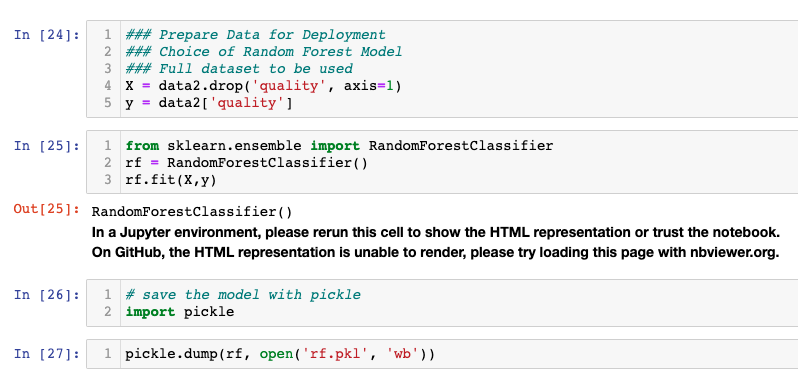 In [24]:
1 ### Prepare Data for Deployment
2 ### Choice of Random Forest Model
3 ### Full dataset to be used
4 X = data2.drop('quality', axis=1)
5 y = data2['quality']
In [25]:
1 from sklearn.ensemble import RandomForestClassifier
2 rf = RandomForestClassifier()
3 rf.fit(X,y)
Out[25]: RandomForestClassifier()
In a Jupyter environment, please rerun this cell to show the HTML representation or trust the notebook.
On GitHub, the HTML representation is unable to render, please try loading this page with nbviewer.org.
In [26]:
1 # save the model with pickle
2 import pickle
In [27]:
1 pickle.dump(rf, open('rf.pkl', 'wb'))